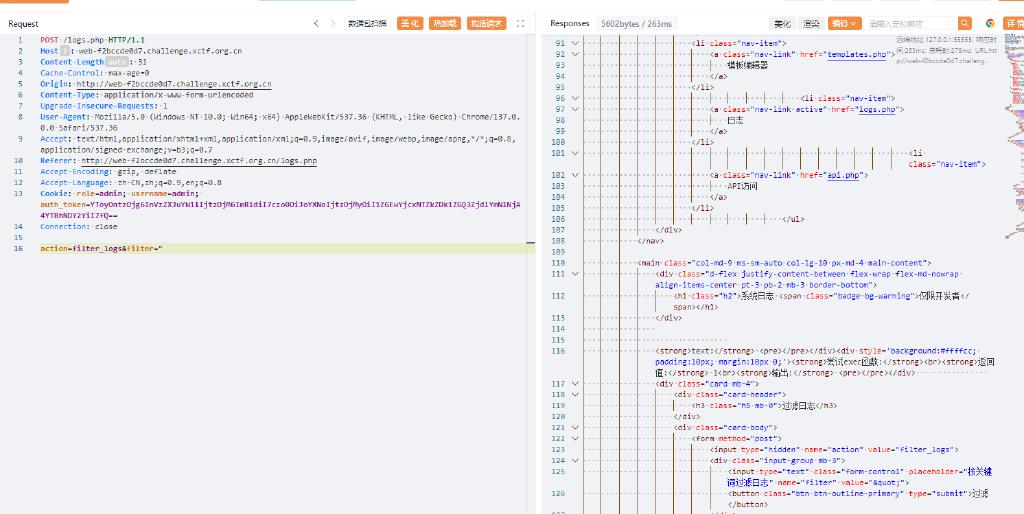 Request
数据包扫描
美化
热加载
构造请求
1 POST /logs.php HTTP/1.1
2 Host ?: web-f2bccde0d7.challenge.xctf.org.cn
3 Content-Length auto: 31
4 Cache-Control: max-age=0
5 Origin: http://web-f2bccde0d7.challenge.xctf.org.cn
6 Content-Type: application/x-www-form-urlencoded
7 Upgrade-Insecure-Requests: 1
8 User-Agent: Mozilla/5.0 (Windows NT 10.0; Win64; x64) AppleWebKit/537.36 (KHTML, like Gecko) Chrome/137.0.
0.0 Safari/537.36
9 Accept: text/html,application/xhtml+xml,application/xml;q=0.9,image/avif,image/webp,image/apng,*/*;q=0.8,
application/signed-exchange;v=b3;q=0.7
10 Referer: http://web-f2bccde0d7.challenge.xctf.org.cn/logs.php
11 Accept-Encoding: gzip, deflate
12 Accept-Language: zh-CN,zh;q=0.9,en;q=0.8
13 Cookie: role=admin; username=admin;
14 Connection: close
15
16 action=filter_logs&filter="
Responses
5602bytes / 263ms
美化
渲染
编码
请输入定位响应
详情
远端地址:127.0.0.1:55555; 响应时
间:263ms; 总耗时:275ms; URL:htt
p://web-f2bccde0d7.challeng...
91 <li class="nav-item">
92 <a class="nav-link" href="templates.php">
93 模板编辑器
94 </a>
95 </li>
96 <li class="nav-item">
97 <a class="nav-link active" href="logs.php">
98 日志
99 </a>
100 </li>
101 <li
class="nav-item">
102 <a class="nav-link" href="api.php">
103 API访问
104 </a>
105 </li>
106 </ul>
107 </div>
108 </nav>
109
110 <main class="col-md-9 ms-sm-auto col-lg-10 px-md-4 main-content">
111 <div class="d-flex justify-content-between flex-wrap flex-md-nowrap
align-items-center pt-3 pb-2 mb-3 border-bottom">
112 <h1 class="h2">系统日志 <span class="badge bg-warning">仅限开发者</
span></h1>
113 </div>
114
115
116 <strong>text:</strong> <pre></pre></div><div style='background:#ffffcc;
padding:10px; margin:10px 0;'><strong>尝试exec函数:</strong><br><strong>返回
值:</strong> 1<br><strong>输出:</strong> <pre></pre></div>
117 <div class="card mb-4">
118 <div class="card-header">
119 <h3 class="h5 mb-0">过滤日志</h3>
120 </div>
121 <div class="card-body">
122 <form method="post">
123 <input type="hidden" name="action" value="filter_logs">
124 <div class="input-group mb-3">
125 <input type="text" class="form-control" placeholder="按关键
词过滤日志" name="filter" value="&quot;">
126 <button class="btn btn-outline-primary" type="submit">过滤
</button>